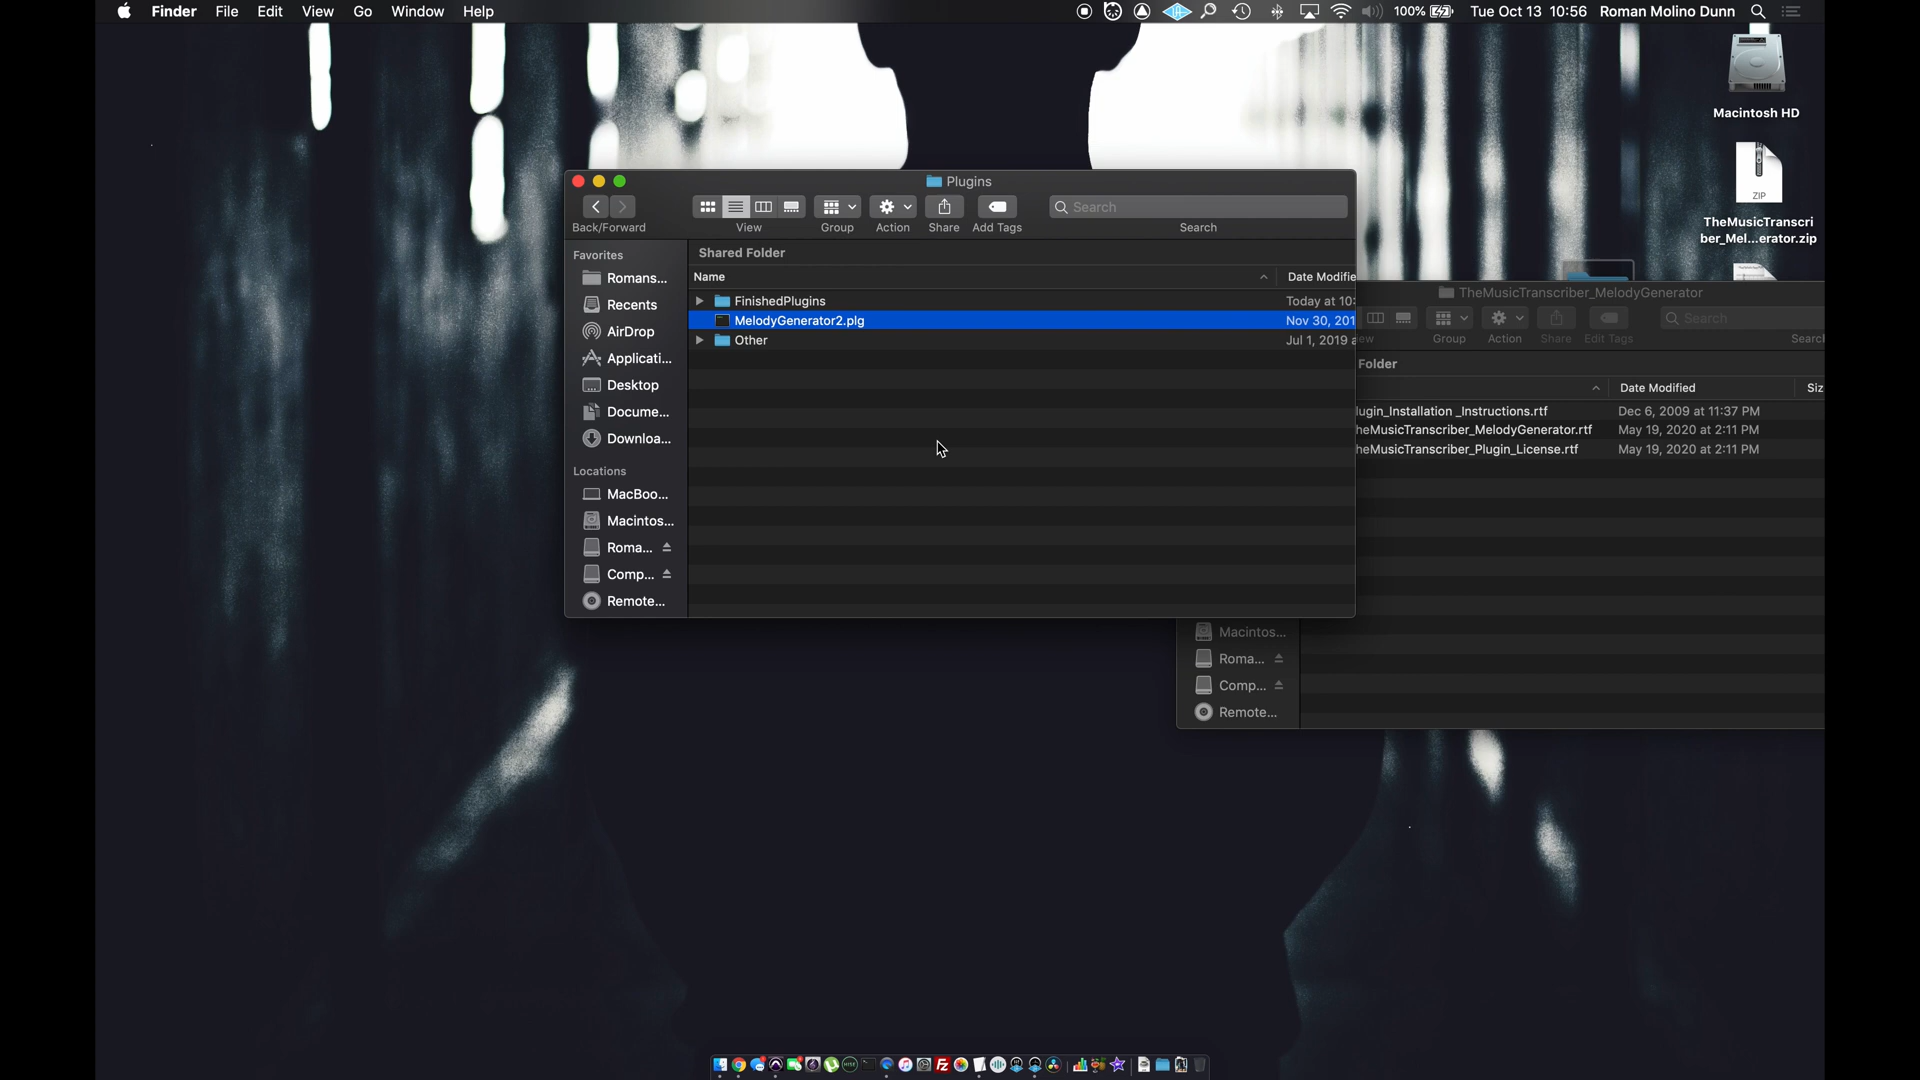 Finder File Edit View Go Window Help
100% Tue Oct 13 10:56 Roman Molino Dunn
Macintosh HD
ZIP
TheMusicTranscri
ber_Mel...erator.zip
Plugins
Search
Back/Forward View Group Action Share Add Tags Search
Favorites
Romans...
Recents
AirDrop
Applicati...
Desktop
Docume...
Downloa...
Locations
MacBoo...
Macintos...
Roma...
Comp...
Remote...
Shared Folder
Name Date Modifie
FinishedPlugins Today at 10:
MelodyGenerator2.plg Nov 30, 201
Other Jul 1, 2019 a
TheMusicTranscriber_MelodyGenerator
Search
ew Group Action Share Edit Tags Searc
Folder
Date Modified Siz
lugin_Installation _Instructions.rtf Dec 6, 2009 at 11:37 PM
heMusicTranscriber_MelodyGenerator.rtf May 19, 2020 at 2:11 PM
heMusicTranscriber_Plugin_License.rtf May 19, 2020 at 2:11 PM
Macintos...
Roma...
Comp...
Remote...